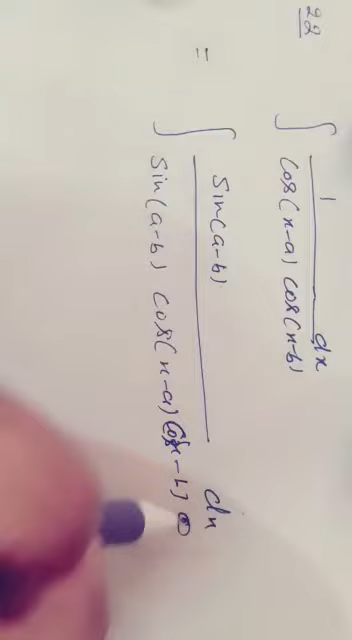 22
∫ 1 / cos(x-a) cos(x-b) dx
= ∫ sin(a-b) / sin(a-b) cos(x-a) cos(x-b) dx